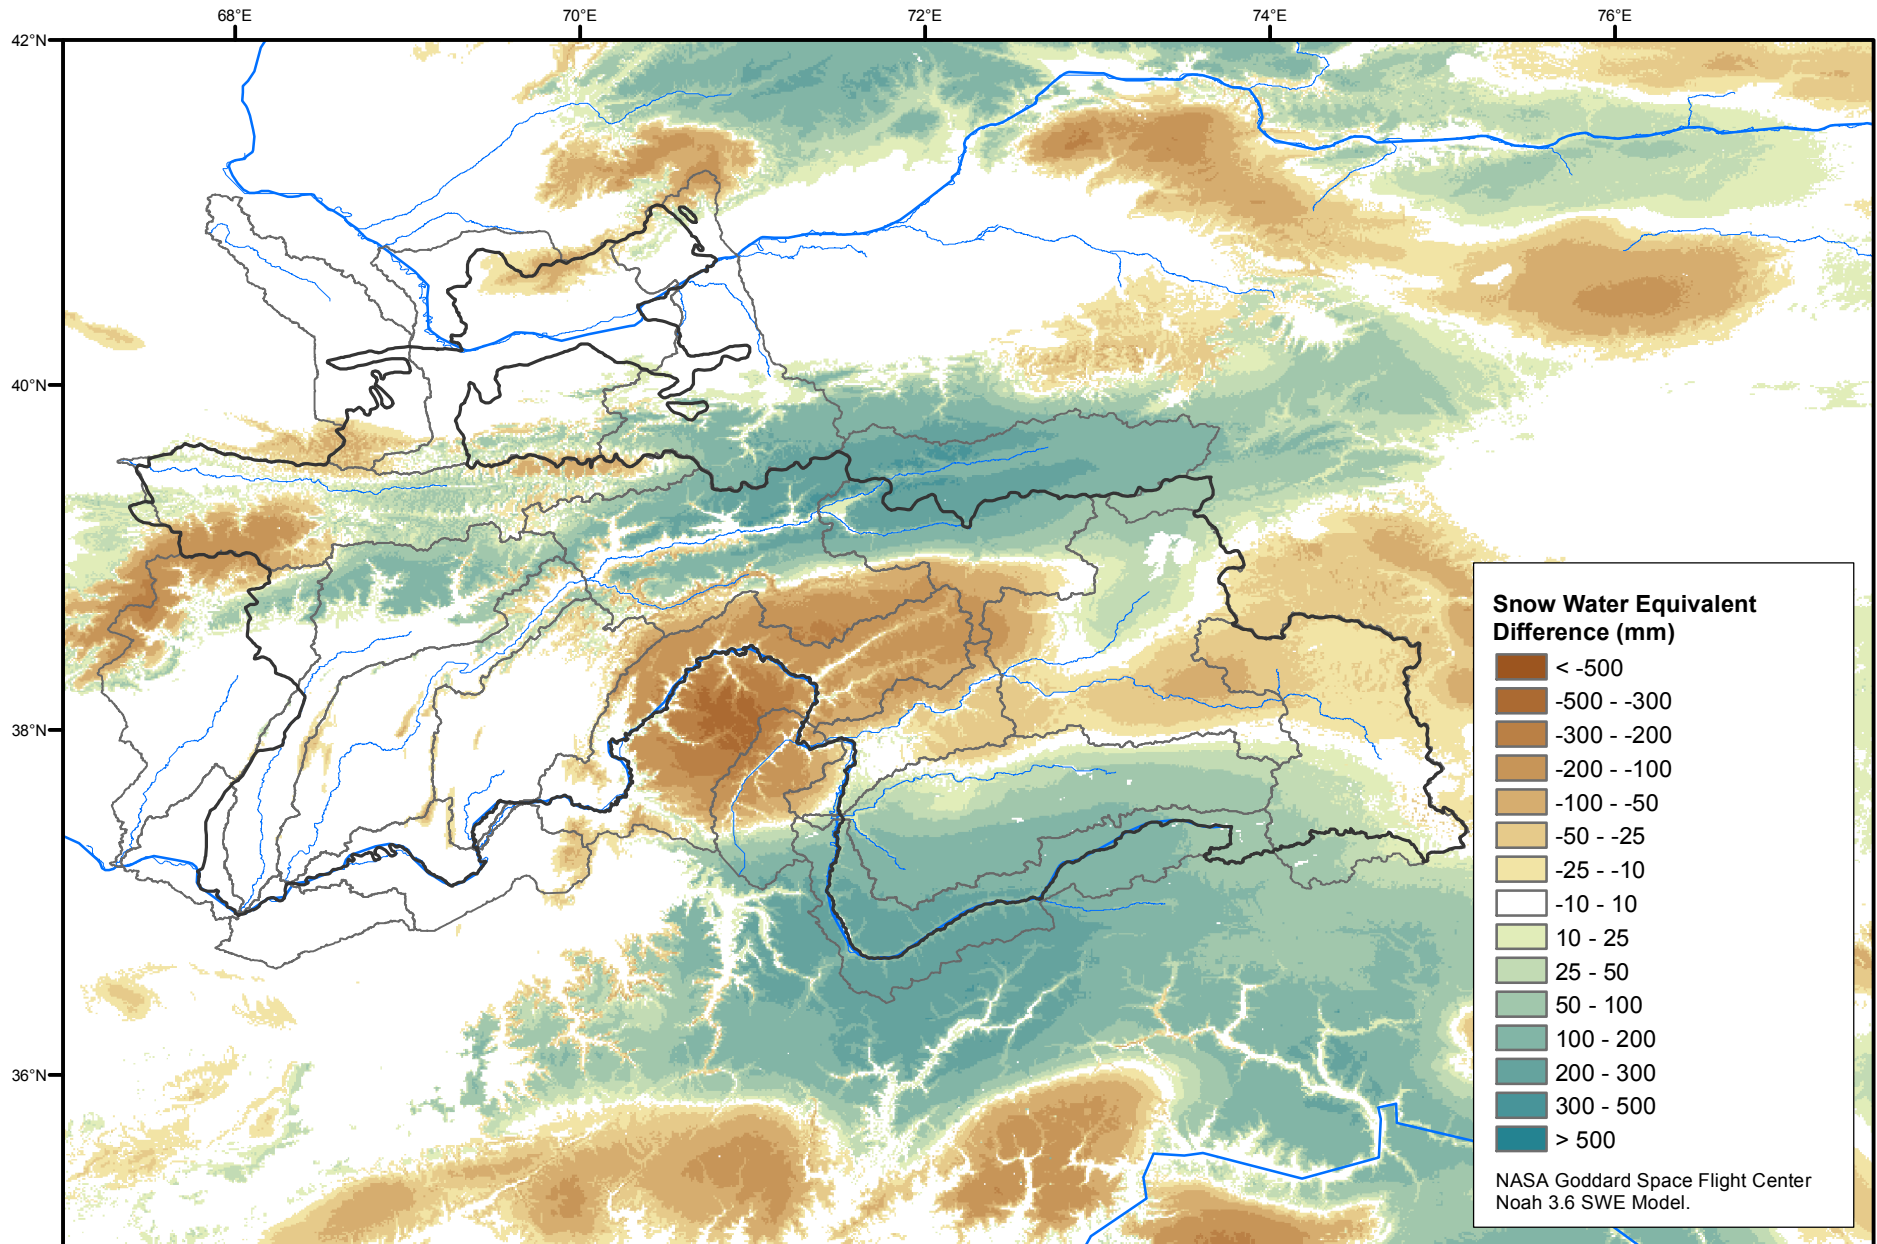 68°E
70°E
72°E
74°E
76°E
42°N
40°N
38°N
36°N
Snow Water Equivalent
Difference (mm)
< -500
-500 - -300
-300 - -200
-200 - -100
-100 - -50
-50 - -25
-25 - -10
-10 - 10
10 - 25
25 - 50
50 - 100
100 - 200
200 - 300
300 - 500
> 500
NASA Goddard Space Flight Center
Noah 3.6 SWE Model.